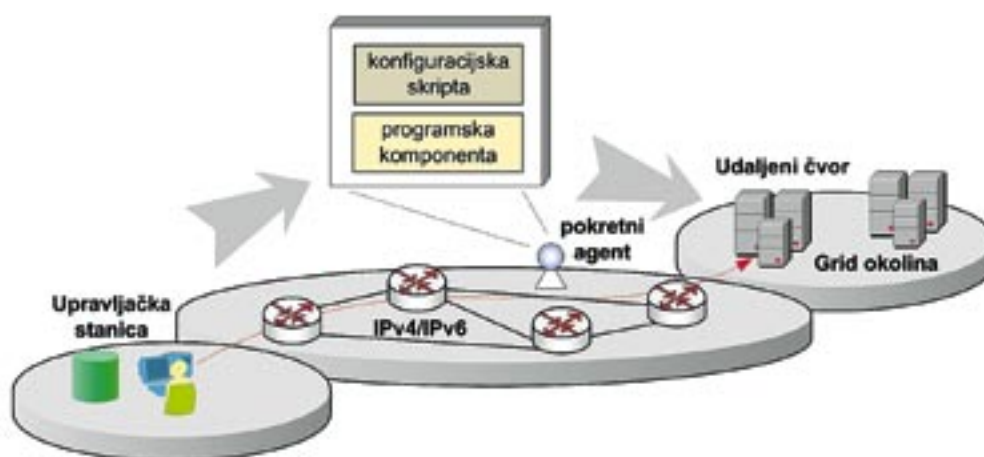 konfiguracijska
skripta
programska
komponenta
Udaljeni čvor
pokretni
agent
Grid okolina
Upravljačka
stanica
IPv4/IPv6